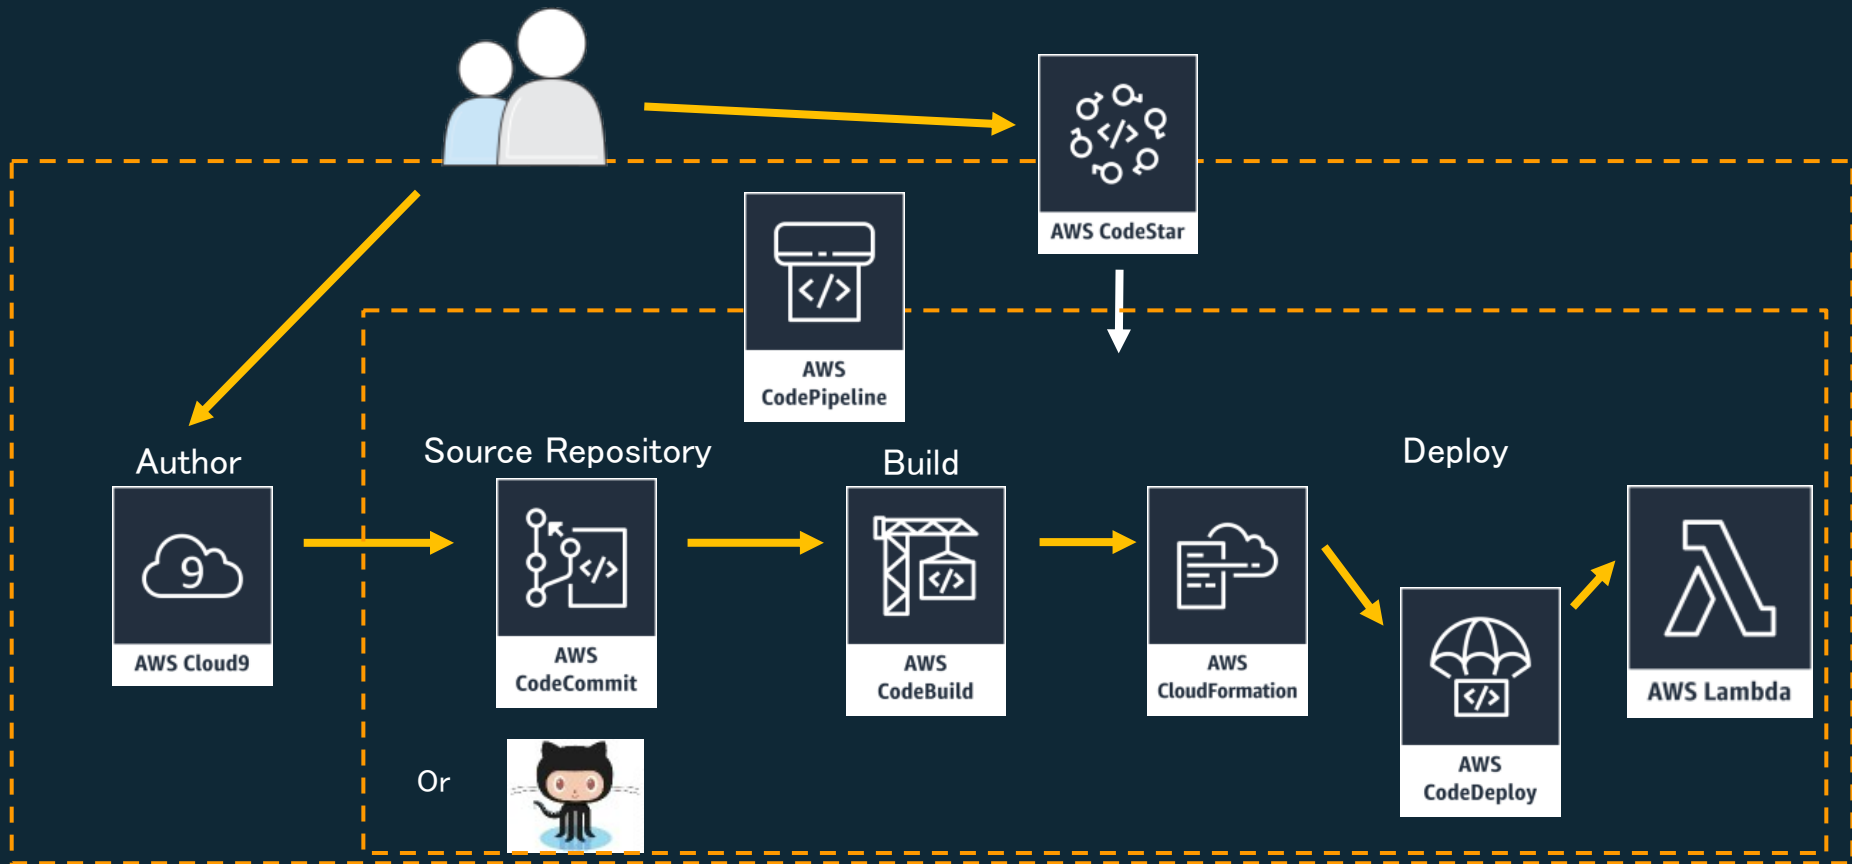 AWS CodeStar
AWS
CodePipeline
Author
Source Repository
Build
Deploy
9
AWS Cloud9
</>
AWS
CodeCommit
</>
AWS
CodeBuild
AWS
CloudFormation
</>
AWS
CodeDeploy
AWS Lambda
Or